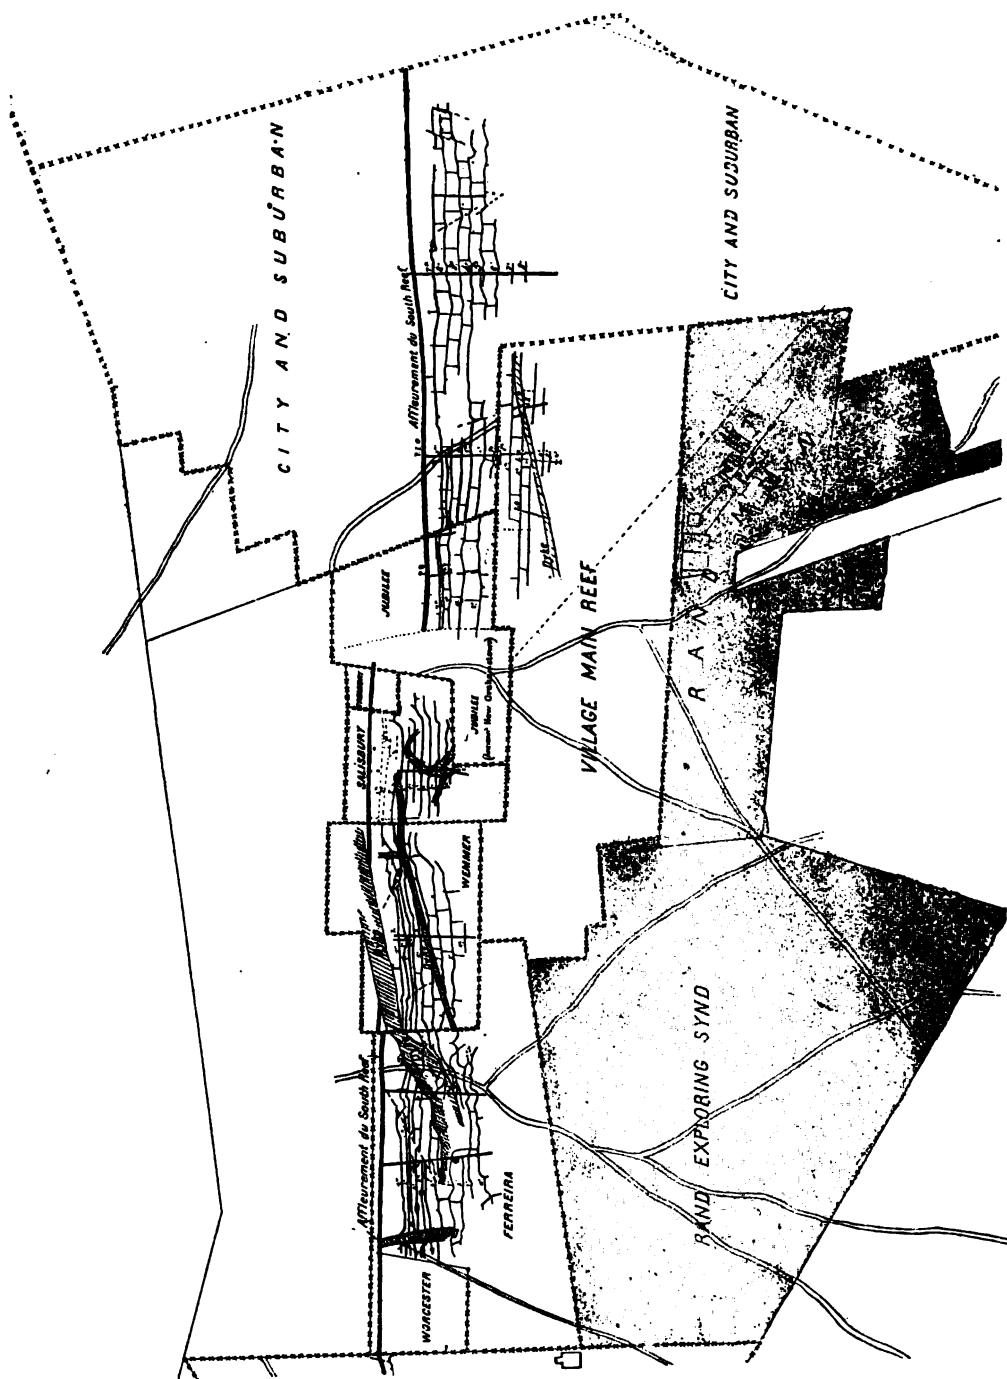 CITY AND SUBURBAN
CITY AND SUBURBAN
Affleurement du South Reef
JUBILEE
Dyke
VILLAGE MAIN REEF
SALISBURY
JUBILEE
WEMMER
RAND
Affleurement du South Reef
FERREIRA
WORCESTER
RAND EXPLORING SYND